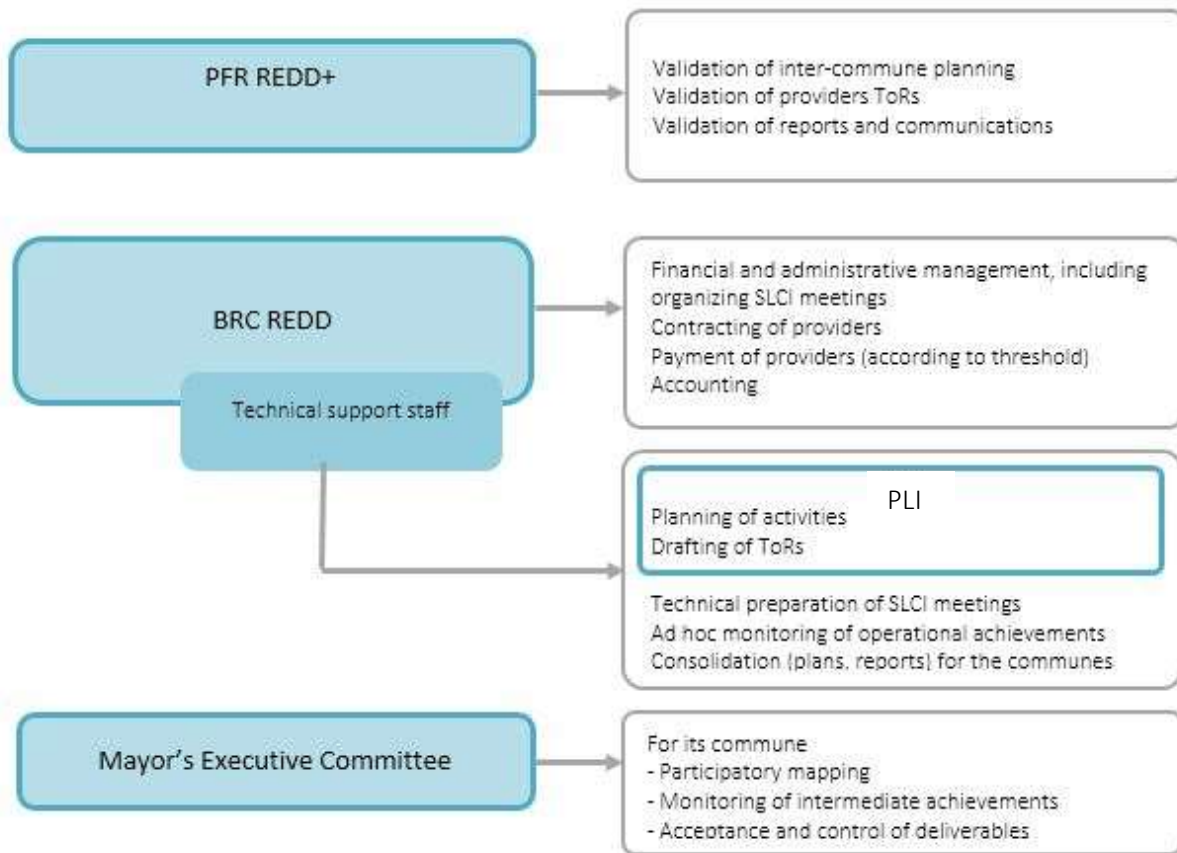 PFR REDD+
Validation of inter-commune planning
Validation of providers ToRs
Validation of reports and communications
BRC REDD
Technical support staff
Financial and administrative management, including
organizing SLCI meetings
Contracting of providers
Payment of providers (according to threshold)
Accounting
PLI
Planning of activities
Drafting of ToRs
Technical preparation of SLCI meetings
Ad hoc monitoring of operational achievements
Consolidation (plans, reports) for the communes
Mayor's Executive Committee
For its commune
- Participatory mapping
- Monitoring of intermediate achievements
- Acceptance and control of deliverables